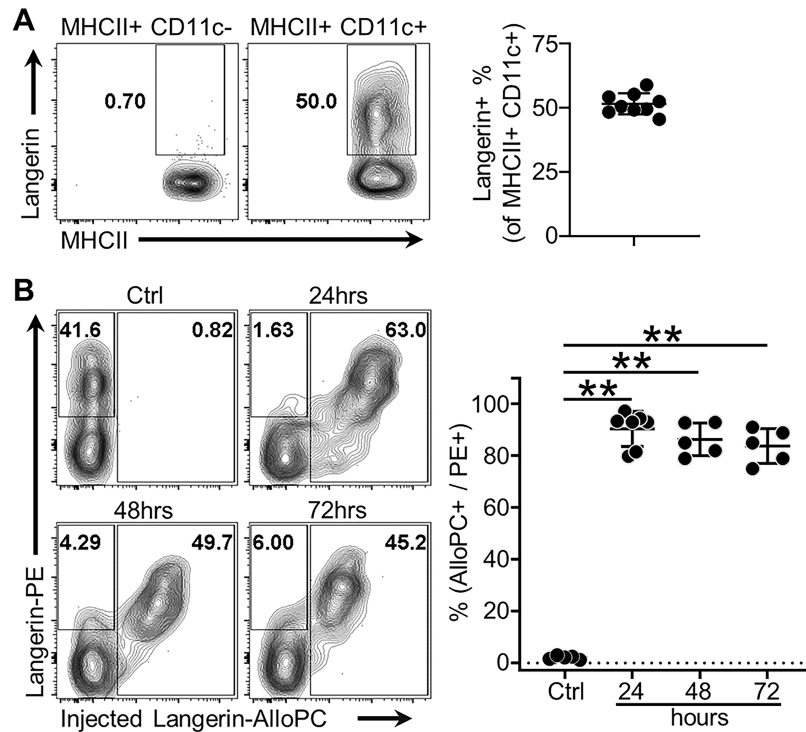 A
MHCII+ CD11c- MHCII+ CD11c+
0.70 50.0
Langerin
MHCII
Langerin+ %
(of MHCII+ CD11c+)
75
50
25
0
B
Ctrl 24hrs
41.6 0.82 1.63 63.0
48hrs 72hrs
4.29 49.7 6.00 45.2
Langerin-PE
Injected Langerin-AlloPC
% (AlloPC+ / PE+)
100
80
60
40
20
0
**
**
**
Ctrl 24 48 72
hours